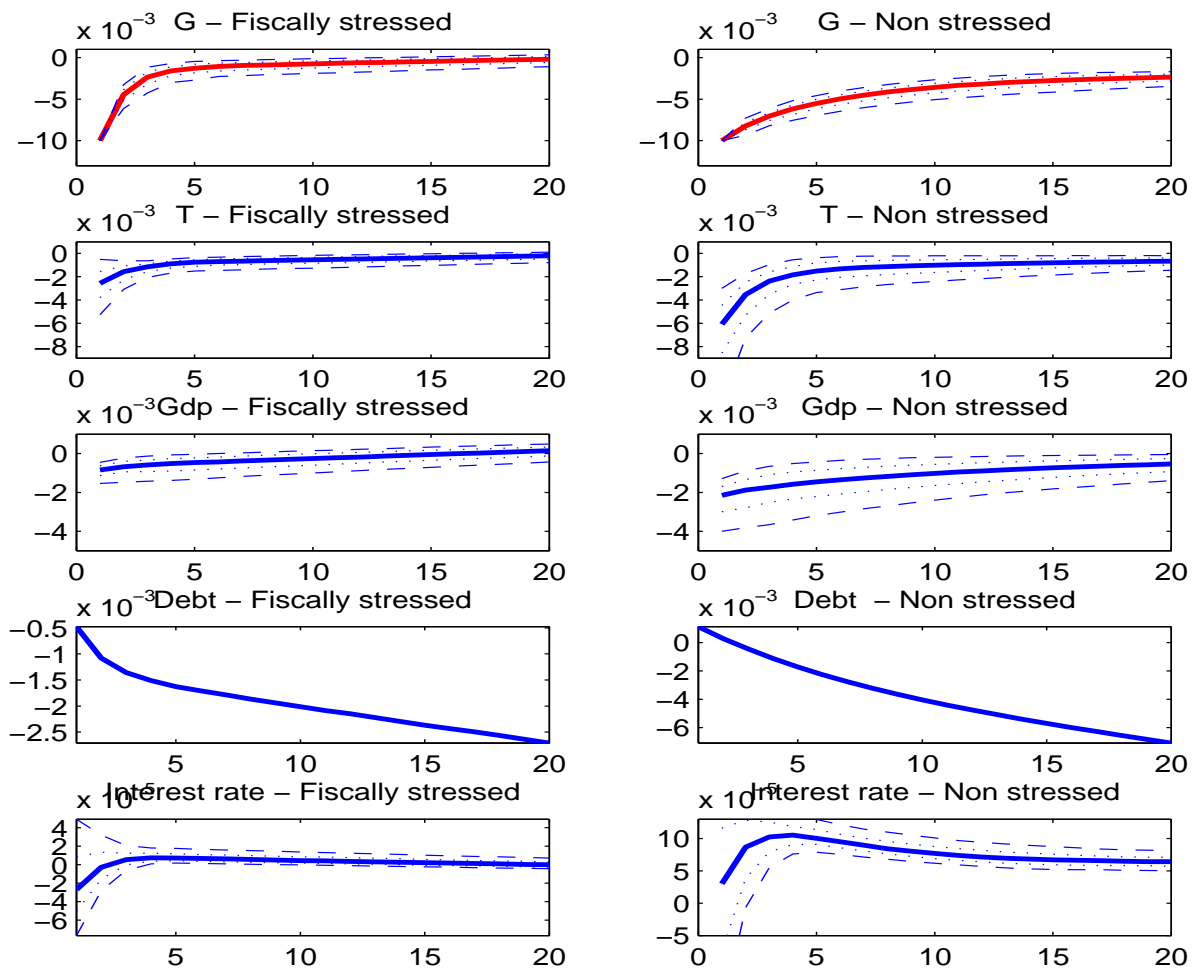 x 10⁻³ G – Fiscally stressed
0
−5
−10
0 5 10 15 20
x 10⁻³ G – Non stressed
0
−5
−10
0 5 10 15 20
x 10⁻³ T – Fiscally stressed
0
−2
−4
−6
−8
0 5 10 15 20
x 10⁻³ T – Non stressed
0
−2
−4
−6
−8
0 5 10 15 20
x 10⁻³ Gdp – Fiscally stressed
0
−2
−4
0 5 10 15 20
x 10⁻³ Gdp – Non stressed
0
−2
−4
0 5 10 15 20
x 10⁻³ Debt – Fiscally stressed
−0.5
−1
−1.5
−2
−2.5
5 10 15 20
x 10⁻³ Debt – Non stressed
0
−2
−4
−6
5 10 15 20
x 10⁻⁵ Interest rate – Fiscally stressed
4
2
0
−2
−4
−6
5 10 15 20
x 10⁻⁵ Interest rate – Non stressed
10
5
0
−5
0 5 10 15 20